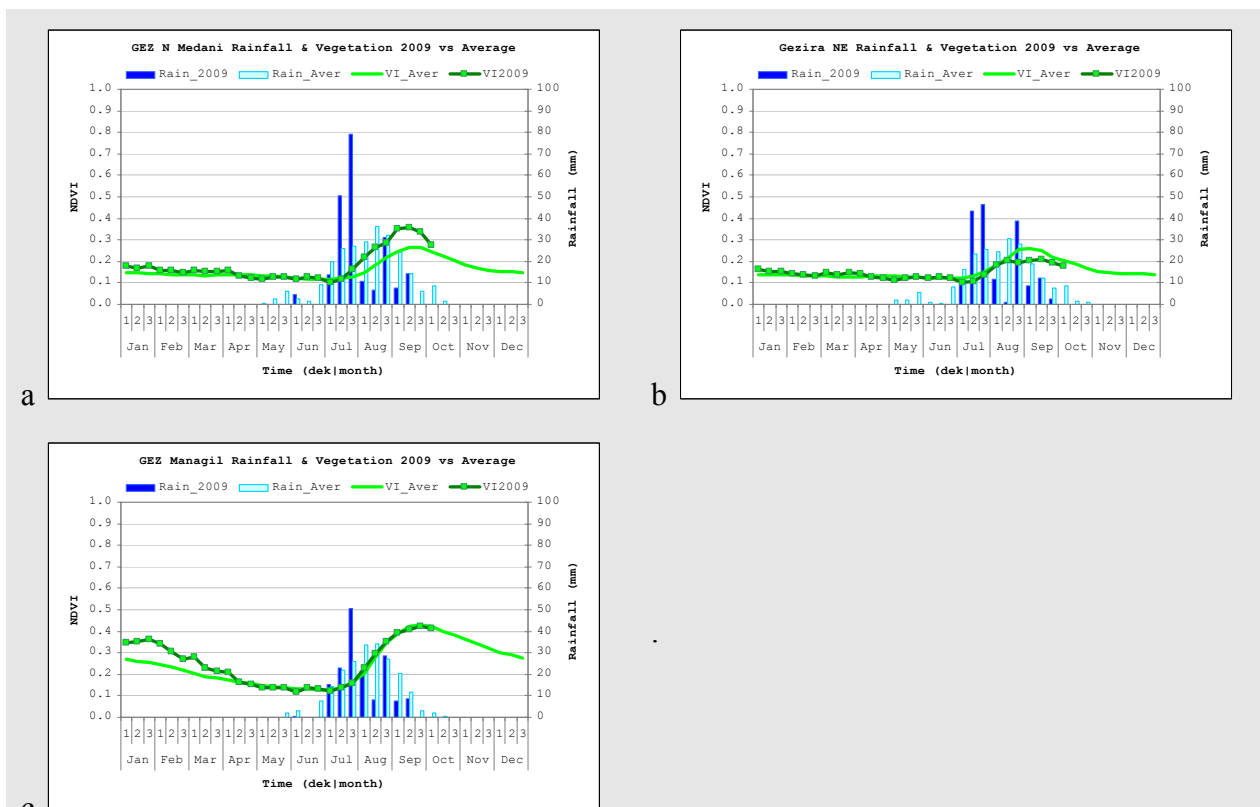 GEZ N Medani Rainfall & Vegetation 2009 vs Average
Rain_2009 Rain_Aver VI_Aver VI2009
1.0 100
0.9 90
0.8 80
0.7 70
0.6 60
0.5 50
0.4 40
0.3 30
0.2 20
0.1 10
0.0 0
NDVI
Rainfall (mm)
1 2 3 1 2 3 1 2 3 1 2 3 1 2 3 1 2 3 1 2 3 1 2 3 1 2 3 1 2 3 1 2 3 1 2 3
Jan Feb Mar Apr May Jun Jul Aug Sep Oct Nov Dec
Time (dek|month)
a
Gezira NE Rainfall & Vegetation 2009 vs Average
Rain_2009 Rain_Aver VI_Aver VI2009
1.0 100
0.9 90
0.8 80
0.7 70
0.6 60
0.5 50
0.4 40
0.3 30
0.2 20
0.1 10
0.0 0
NDVI
Rainfall (mm)
1 2 3 1 2 3 1 2 3 1 2 3 1 2 3 1 2 3 1 2 3 1 2 3 1 2 3 1 2 3 1 2 3 1 2 3
Jan Feb Mar Apr May Jun Jul Aug Sep Oct Nov Dec
Time (dek|month)
b
GEZ Managil Rainfall & Vegetation 2009 vs Average
Rain_2009 Rain_Aver VI_Aver VI2009
1.0 100
0.9 90
0.8 80
0.7 70
0.6 60
0.5 50
0.4 40
0.3 30
0.2 20
0.1 10
0.0 0
NDVI
Rainfall (mm)
1 2 3 1 2 3 1 2 3 1 2 3 1 2 3 1 2 3 1 2 3 1 2 3 1 2 3 1 2 3 1 2 3 1 2 3
Jan Feb Mar Apr May Jun Jul Aug Sep Oct Nov Dec
Time (dek|month)
c
.